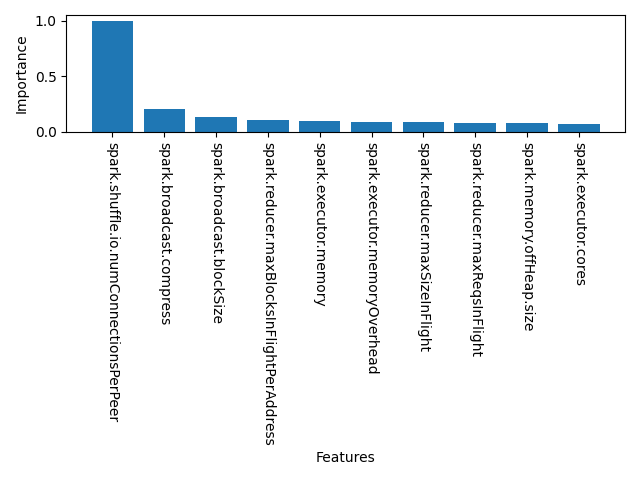 1.0
0.5
0.0
Importance
spark.shuffle.io.numConnectionsPerPeer
spark.broadcast.compress
spark.broadcast.blockSize
spark.reducer.maxBlocksInFlightPerAddress
spark.executor.memory
spark.executor.memoryOverhead
spark.reducer.maxSizeInFlight
spark.reducer.maxReqsInFlight
spark.memory.offHeap.size
spark.executor.cores
Features